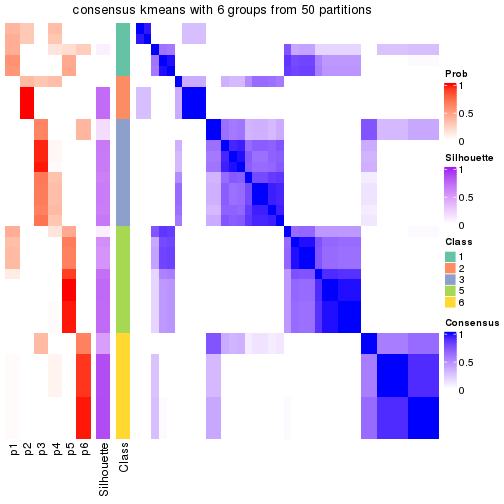 consensus kmeans with 6 groups from 50 partitions
Prob
1
0.5
0
Silhouette
1
0.5
0
Class
1
2
3
5
6
Consensus
1
0.5
0
p1
p2
p3
p4
p5
p6
Silhouette
Class